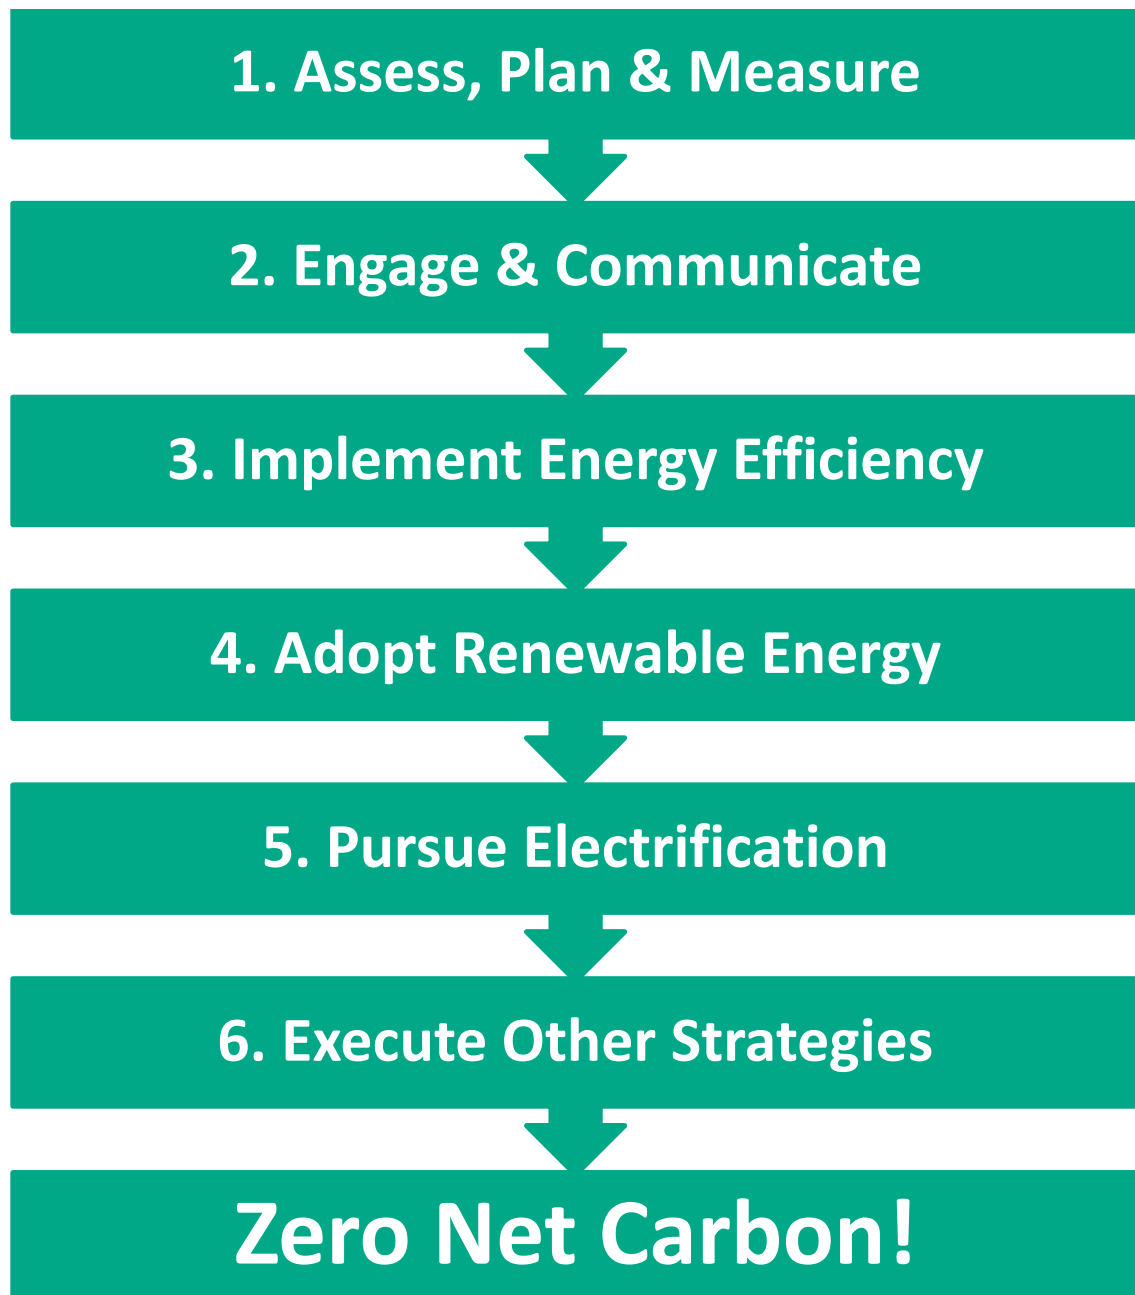 1. Assess, Plan & Measure
2. Engage & Communicate
3. Implement Energy Efficiency
4. Adopt Renewable Energy
5. Pursue Electrification
6. Execute Other Strategies
Zero Net Carbon!